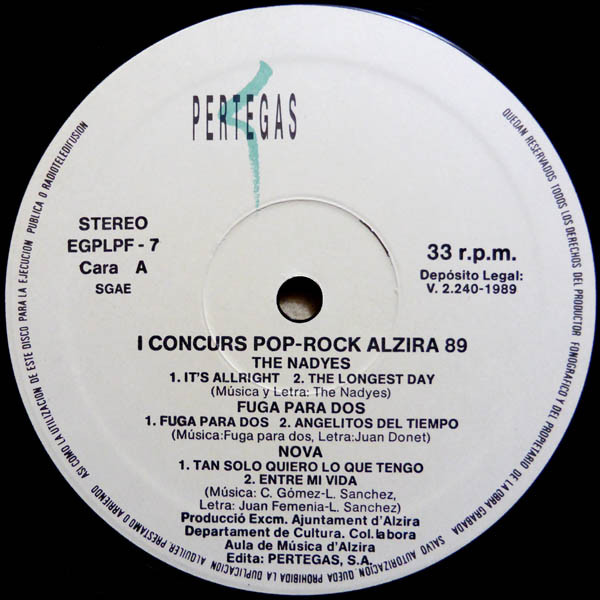 PERTEGAS
STEREO
EGPLPF - 7
Cara A
SGAE
33 r.p.m.
Depósito Legal:
V. 2.240-1989
I CONCURS POP-ROCK ALZIRA 89
THE NADYES
1. IT'S ALLRIGHT 2. THE LONGEST DAY
(Música y Letra: The Nadyes)
FUGA PARA DOS
1. FUGA PARA DOS 2. ANGELITOS DEL TIEMPO
(Música:Fuga para dos, Letra:Juan Donet)
NOVA
1. TAN SOLO QUIERO LO QUE TENGO
2. ENTRE MI VIDA
(Música: C. Gómez-L. Sanchez,
Letra: Juan Femenia-L. Sanchez)
Producció Excm. Ajuntament d'Alzira
Departament de Cultura. Col.labora
Aula de Música d'Alzira
Edita: PERTEGAS, S.A.
QUEDAN RESERVADOS TODOS LOS DERECHOS DEL PRODUCTOR FONOGRAFICO Y DEL PROPIETARIO DE LA OBRA GRABADA. SALVO AUTORIZACION, QUEDA PROHIBIDA LA DUPLICACION, ALQUILER, PRESTAMO O ARRIENDO ASI COMO LA UTILIZACION DE ESTE DISCO PARA LA EJECUCION PUBLICA O RADIOTELEDIFUSION